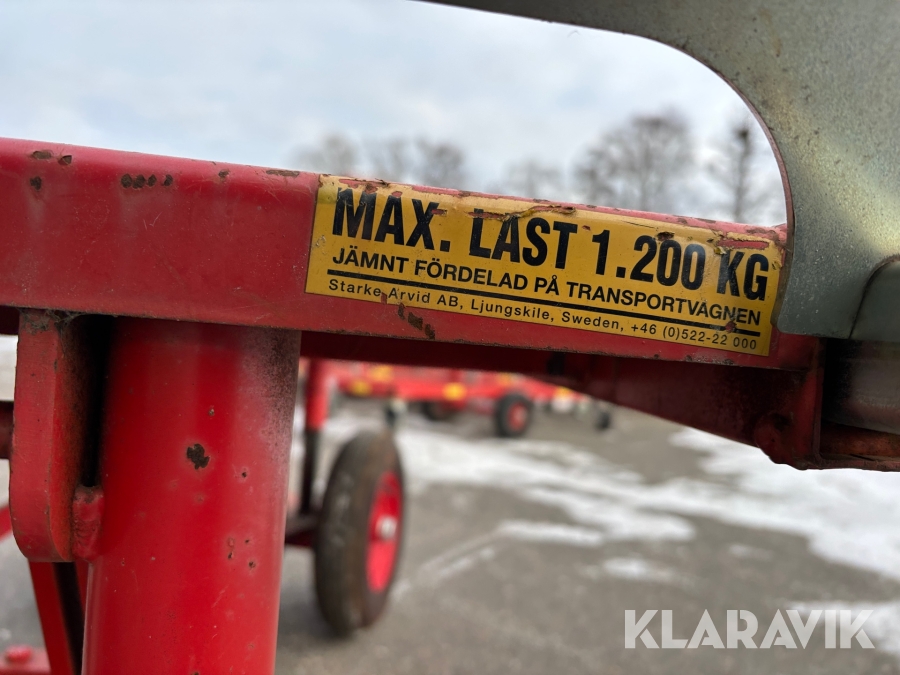 MAX. LAST 1.200 KG
JÄMNT FÖRDELAD PÅ TRANSPORTVAGNEN
Starke Arvid AB, Ljungskile, Sweden, +46 (0)522-22 000
KLARAVIK